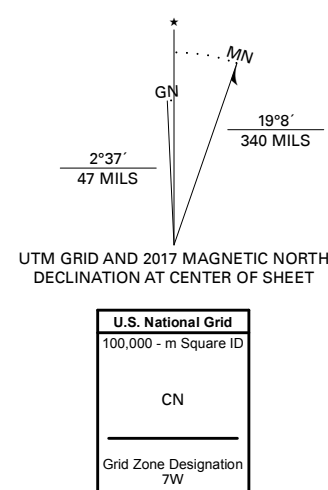 ★
MN
GN
19°8´
340 MILS
2°37´
47 MILS
UTM GRID AND 2017 MAGNETIC NORTH
DECLINATION AT CENTER OF SHEET
U.S. National Grid
100,000 - m Square ID
CN
Grid Zone Designation
7W